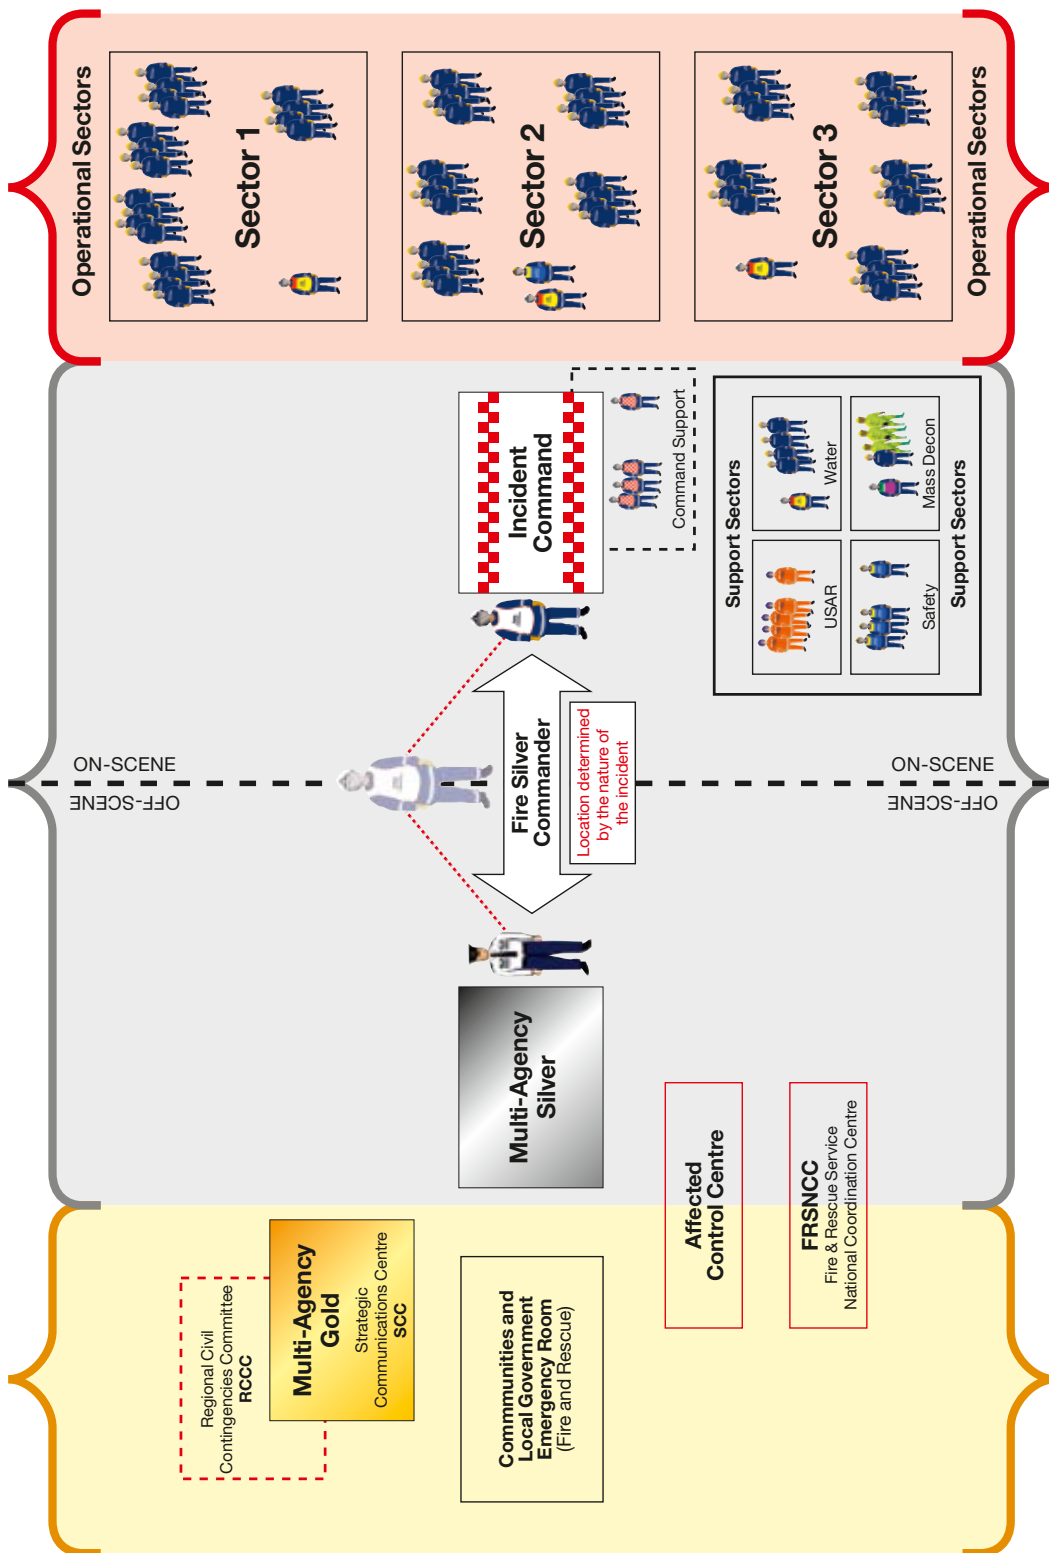 Regional Civil
Contingencies Committee
RCCC
Multi-Agency
Gold
Strategic
Communications Centre
SCC
Commmunities and
Local Government
Emergency Room
(Fire and Rescue)
Affected
Control Centre
FRSNCC
Fire & Rescue Service
National Coordination Centre
Multi-Agency
Silver
OFF-SCENE
ON-SCENE
Fire Silver
Commander
Location determined
by the nature of
the incident
OFF-SCENE
ON-SCENE
Incident
Command
Command Support
Support Sectors
USAR
Water
Safety
Mass Decon
Support Sectors
Operational Sectors
Sector 1
Sector 2
Sector 3
Operational Sectors